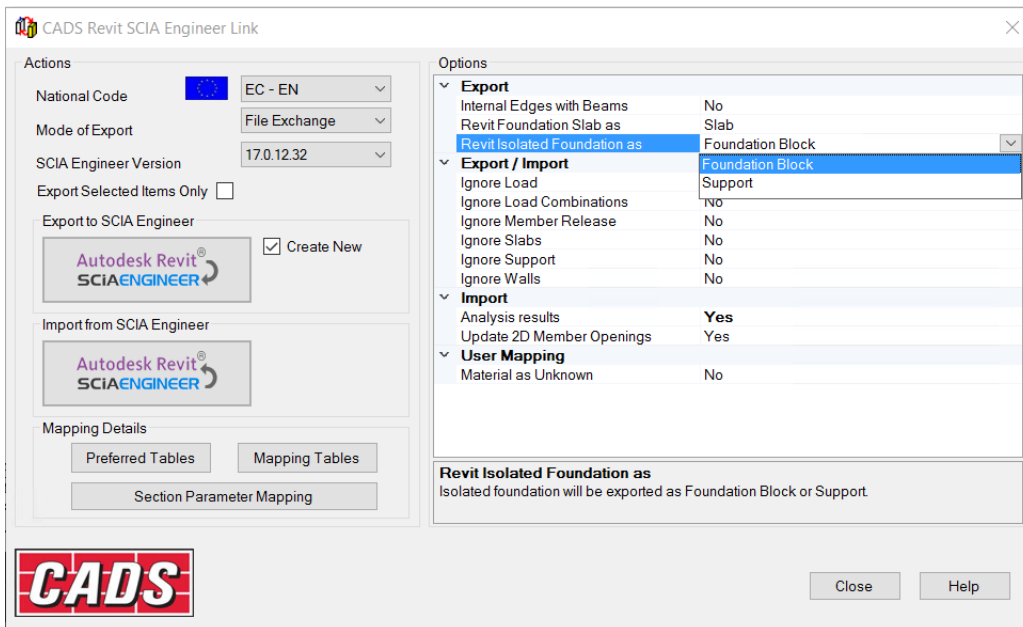 CADS Revit SCIA Engineer Link
Actions
National Code
EC - EN
Mode of Export
File Exchange
SCIA Engineer Version
17.0.12.32
Export Selected Items Only
Export to SCIA Engineer
Autodesk Revit®
SCiAENGINEER
Create New
Import from SCIA Engineer
Autodesk Revit®
SCiAENGINEER
Mapping Details
Preferred Tables
Mapping Tables
Section Parameter Mapping
Options
Export
Internal Edges with Beams No
Revit Foundation Slab as Slab
Revit Isolated Foundation as Foundation Block
Foundation Block
Support
Export / Import
Ignore Load
Ignore Load Combinations No
Ignore Member Release No
Ignore Slabs No
Ignore Support No
Ignore Walls No
Import
Analysis results Yes
Update 2D Member Openings Yes
User Mapping
Material as Unknown No
Revit Isolated Foundation as
Isolated foundation will be exported as Foundation Block or Support.
CADS
Close
Help